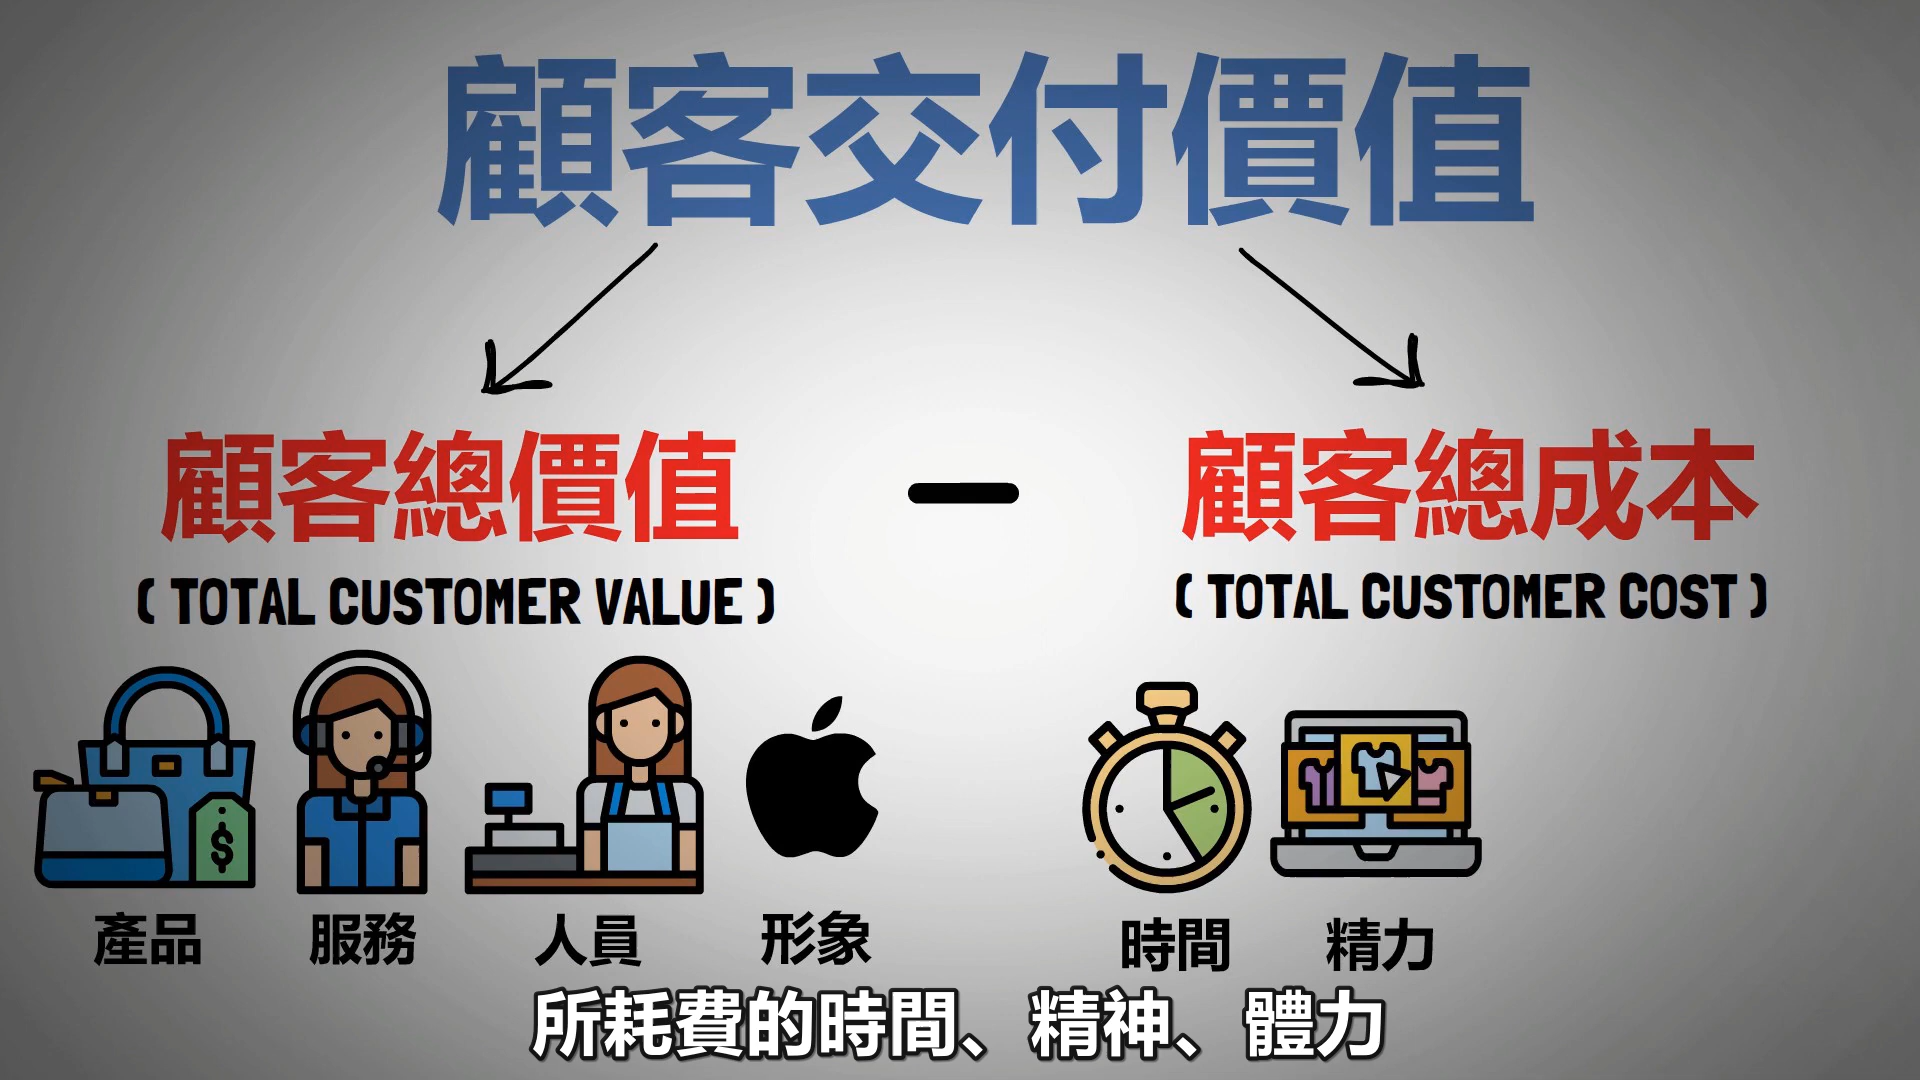 顧客交付價值
顧客總價值
－
顧客總成本
( TOTAL CUSTOMER VALUE )
( TOTAL CUSTOMER COST )
$
產品
服務
人員
形象
時間
精力
所耗費的時間、精神、體力